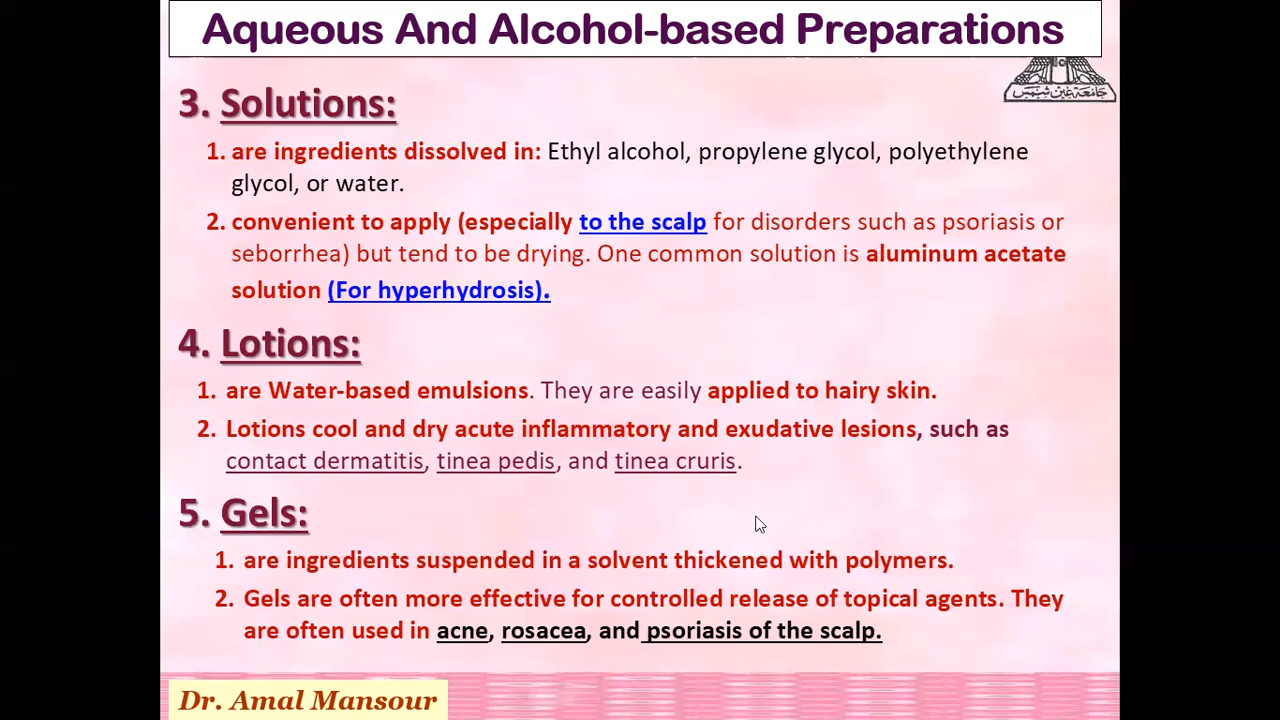 Aqueous And Alcohol-based Preparations
جامعة عين شمس
3. Solutions:
1. are ingredients dissolved in: Ethyl alcohol, propylene glycol, polyethylene
glycol, or water.
2. convenient to apply (especially to the scalp for disorders such as psoriasis or
seborrhea) but tend to be drying. One common solution is aluminum acetate
solution (For hyperhydrosis).
4. Lotions:
1. are Water-based emulsions. They are easily applied to hairy skin.
2. Lotions cool and dry acute inflammatory and exudative lesions, such as
contact dermatitis, tinea pedis, and tinea cruris.
5. Gels:
1. are ingredients suspended in a solvent thickened with polymers.
2. Gels are often more effective for controlled release of topical agents. They
are often used in acne, rosacea, and psoriasis of the scalp.
Dr. Amal Mansour